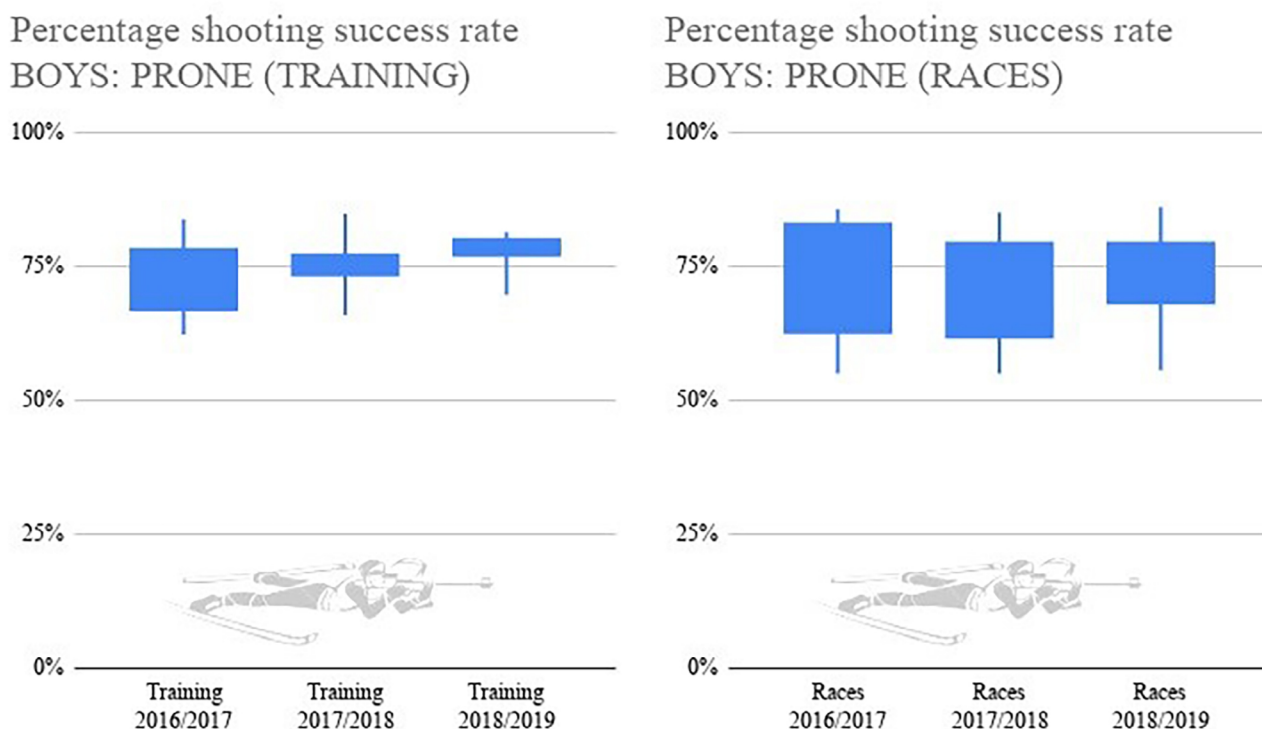 Percentage shooting success rate
BOYS: PRONE (TRAINING)
100%
75%
50%
25%
0%
Training
2016/2017
Training
2017/2018
Training
2018/2019
Percentage shooting success rate
BOYS: PRONE (RACES)
100%
75%
50%
25%
0%
Races
2016/2017
Races
2017/2018
Races
2018/2019